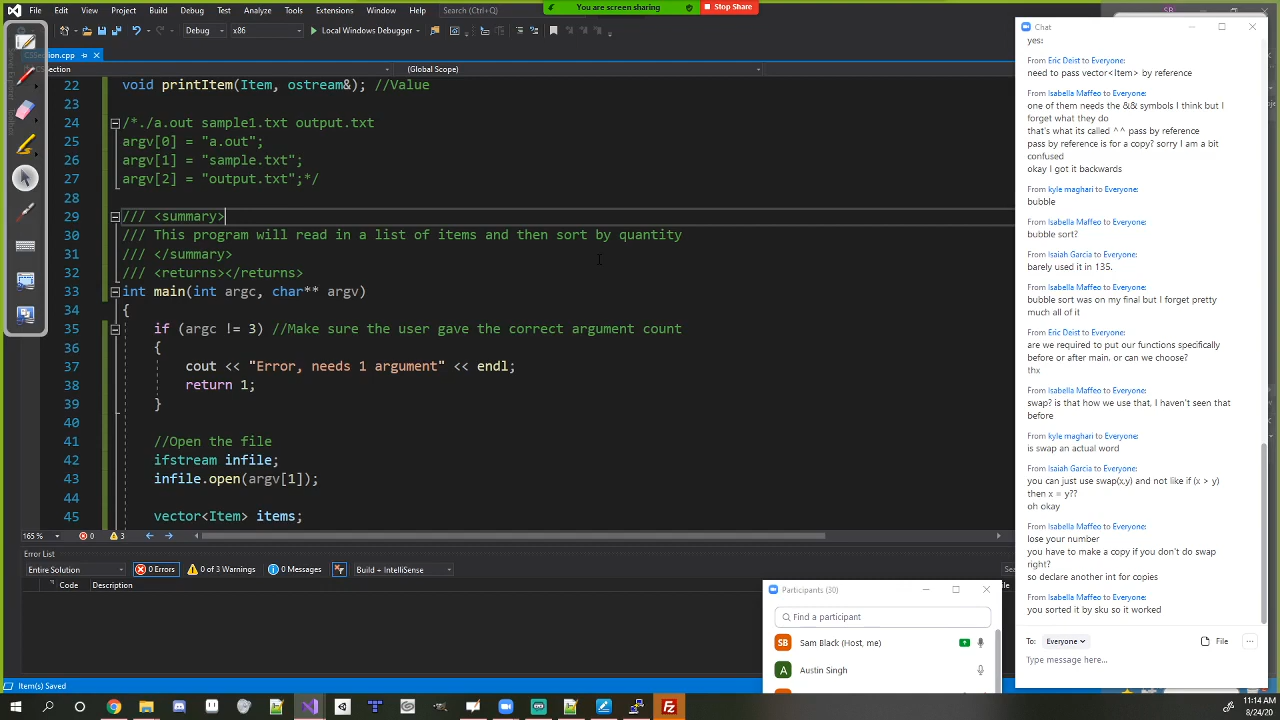 You are screen sharing
Stop Share
File Edit View Project Build Debug Test Analyze Tools Extensions Window Help
Search (Ctrl+Q)
SB
Debug
x86
Windows Debugger
(Global Scope)
22 void printItem(Item, ostream&); //Value
23
24 /*./a.out sample1.txt output.txt
25 argv[0] = "a.out";
26 argv[1] = "sample.txt";
27 argv[2] = "output.txt";*/
28
29 /// <summary>
30 /// This program will read in a list of items and then sort by quantity
31 /// </summary>
32 /// <returns></returns>
33 int main(int argc, char** argv)
34 {
35 if (argc != 3) //Make sure the user gave the correct argument count
36 {
37 cout << "Error, needs 1 argument" << endl;
38 return 1;
39 }
40
41 //Open the file
42 ifstream infile;
43 infile.open(argv[1]);
44
45 vector<Item> items;
165 %
0
3
Error List
Entire Solution
0 Errors
0 of 3 Warnings
0 Messages
Build + IntelliSense
Code Description
Item(s) Saved
Participants (30)
Find a participant
SB Sam Black (Host, me)
A Austin Singh
Chat
yes:
From Eric Deist to Everyone:
need to pass vector<Item> by reference
From Isabella Maffeo to Everyone:
one of them needs the && symbols I think but I
forget what they do
that's what its called ^^ pass by reference
pass by reference is for a copy? sorry I am a bit
confused
okay I got it backwards
From kyle maghari to Everyone:
bubble
From Isabella Maffeo to Everyone:
bubble sort?
From Isaiah Garcia to Everyone:
barely used it in 135.
From Isabella Maffeo to Everyone:
bubble sort was on my final but I forget pretty
much all of it
From Eric Deist to Everyone:
are we required to put our functions specifically
before or after main, or can we choose?
thx
From Isabella Maffeo to Everyone:
swap? is that how we use that, I haven't seen that
before
From kyle maghari to Everyone:
is swap an actual word
From Isaiah Garcia to Everyone:
you can just use swap(x,y) and not like if (x > y)
then x = y??
oh okay
From Isabella Maffeo to Everyone:
lose your number
you have to make a copy if you don't do swap
right?
so declare another int for copies
From Isabella Maffeo to Everyone:
you sorted it by sku so it worked
To: Everyone
File
Type message here...
11:14 AM
8/24/20